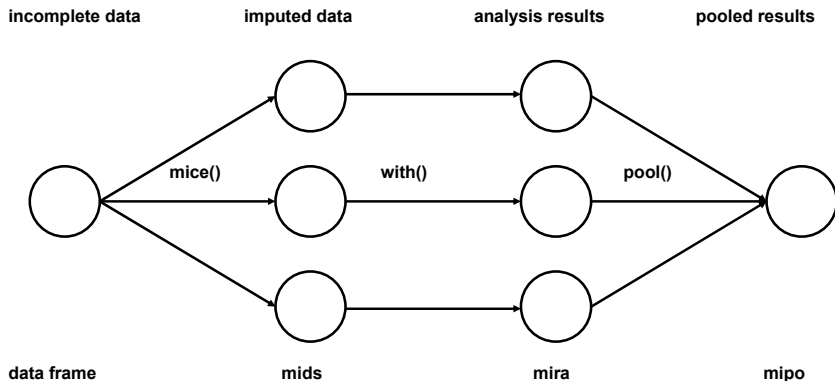 incomplete data imputed data analysis results pooled results
mice() with() pool()
data frame mids mira mipo